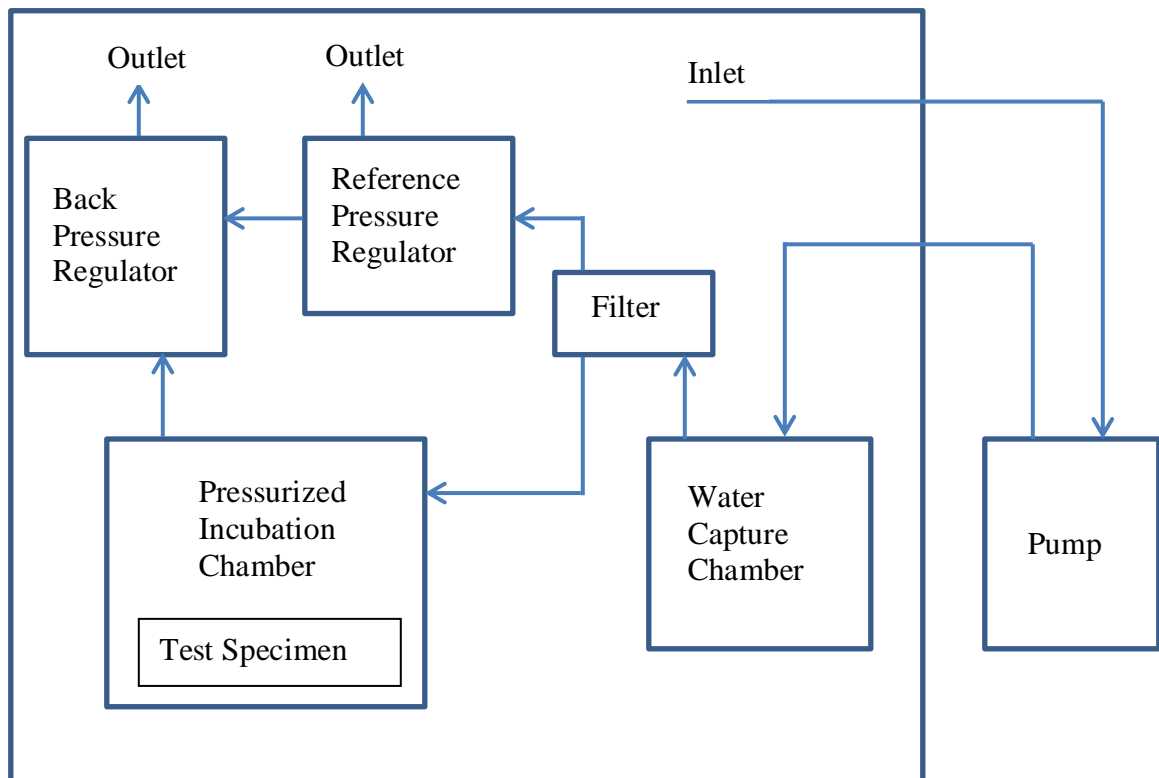 Outlet
Outlet
Inlet
Back
Pressure
Regulator
Reference
Pressure
Regulator
Filter
Pressurized
Incubation
Chamber
Test Specimen
Water
Capture
Chamber
Pump